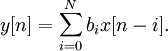 y[n] = \sum_{i=0}^{N} b_i x[n - i].